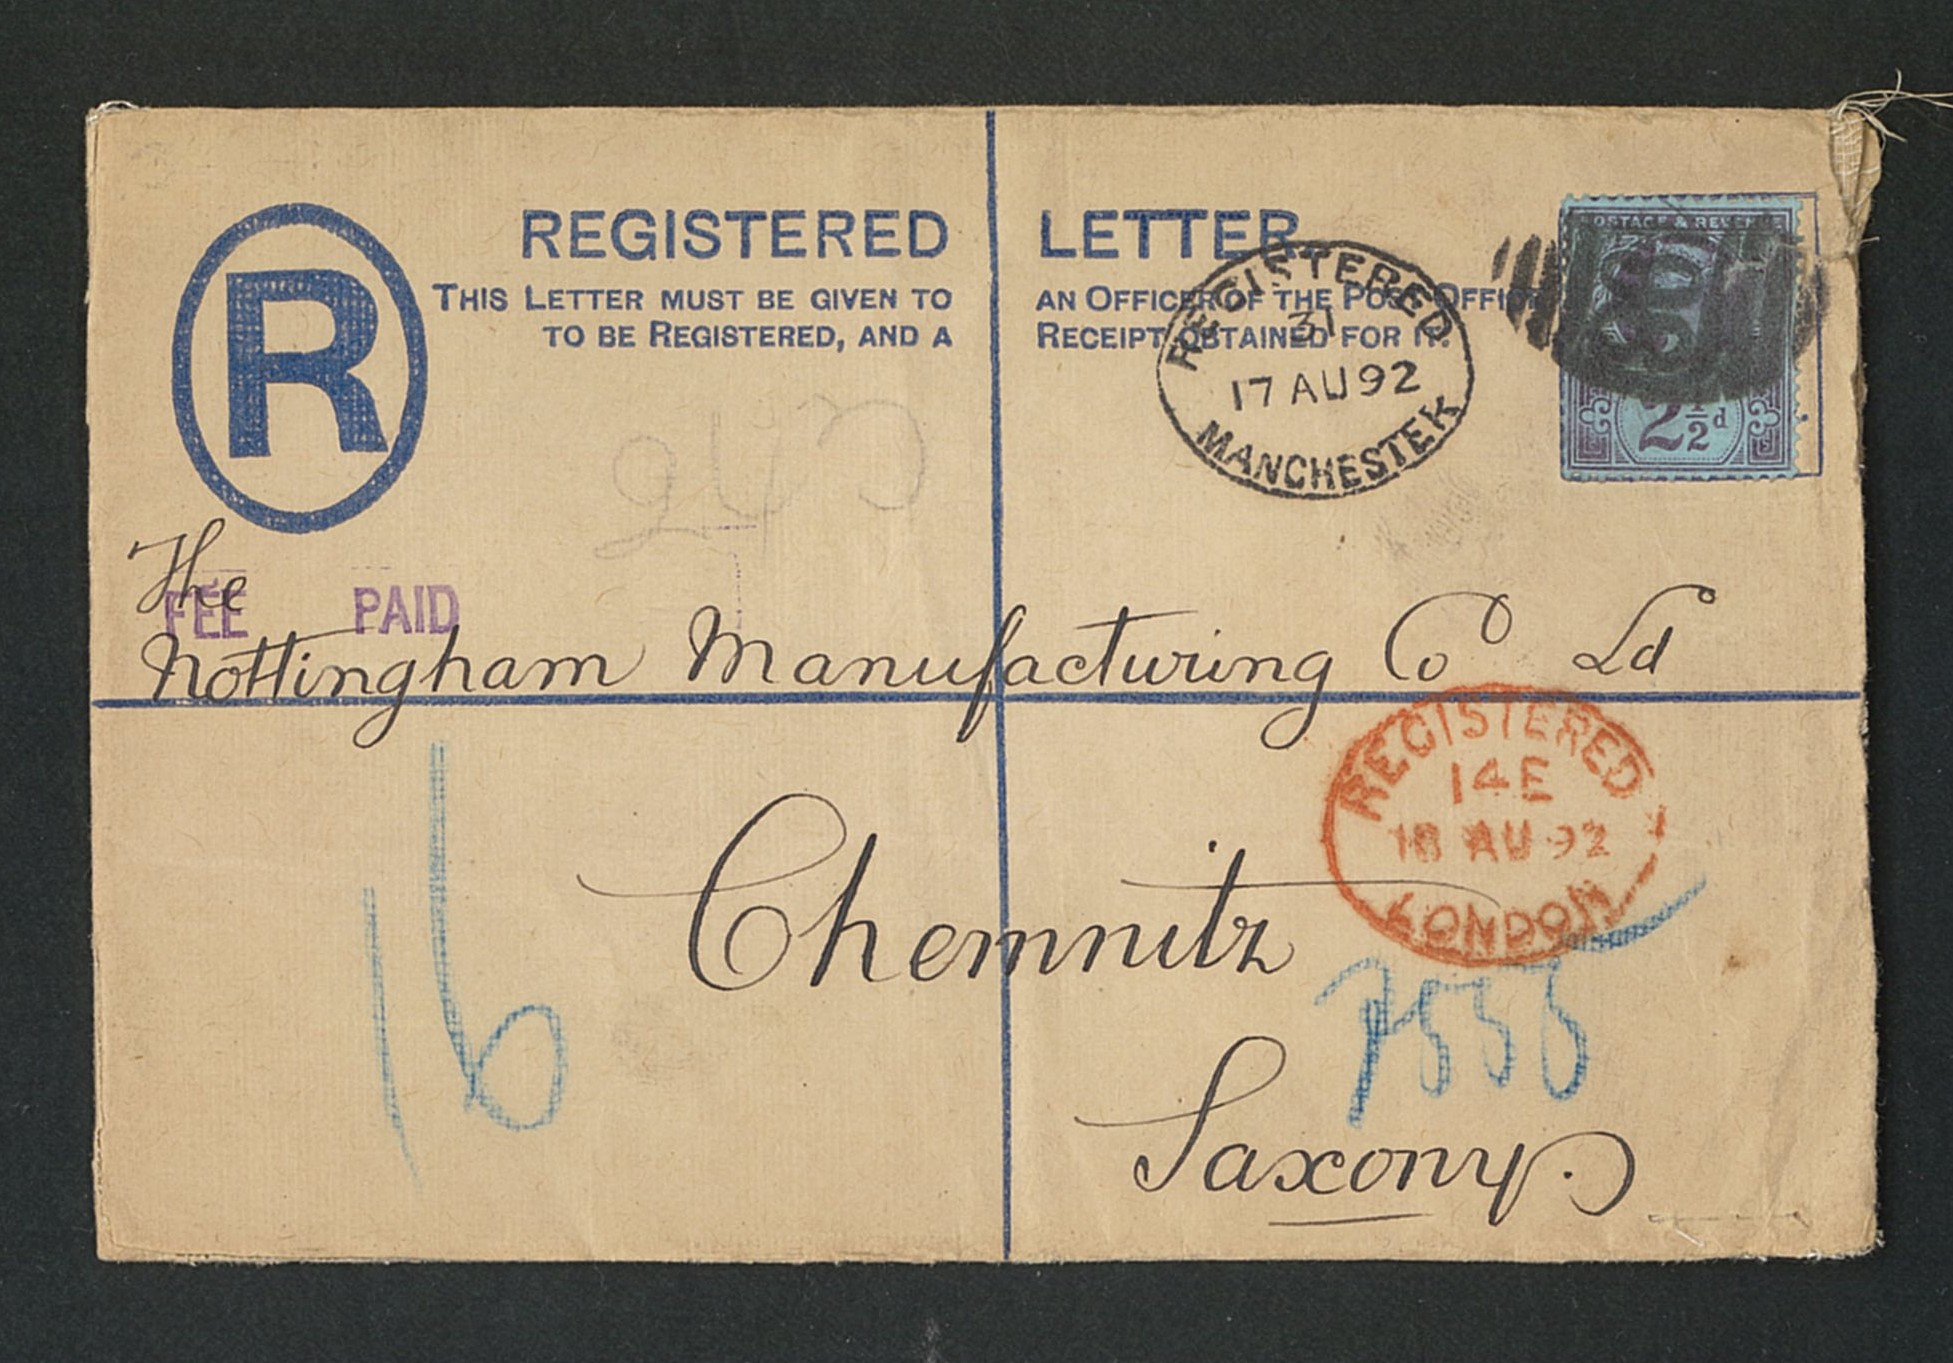 R
REGISTERED LETTER
THIS LETTER MUST BE GIVEN TO AN OFFICER OF THE POST OFFICE
TO BE REGISTERED, AND A RECEIPT OBTAINED FOR IT.
REGISTERED
31
17 AU 92
MANCHESTER
POSTAGE & REVENUE
2½d
The
FEE PAID
Nottingham Manufacturing Co Ld
REGISTERED
14E
18 AU 92
LONDON
16
Chemnitz
Saxony.